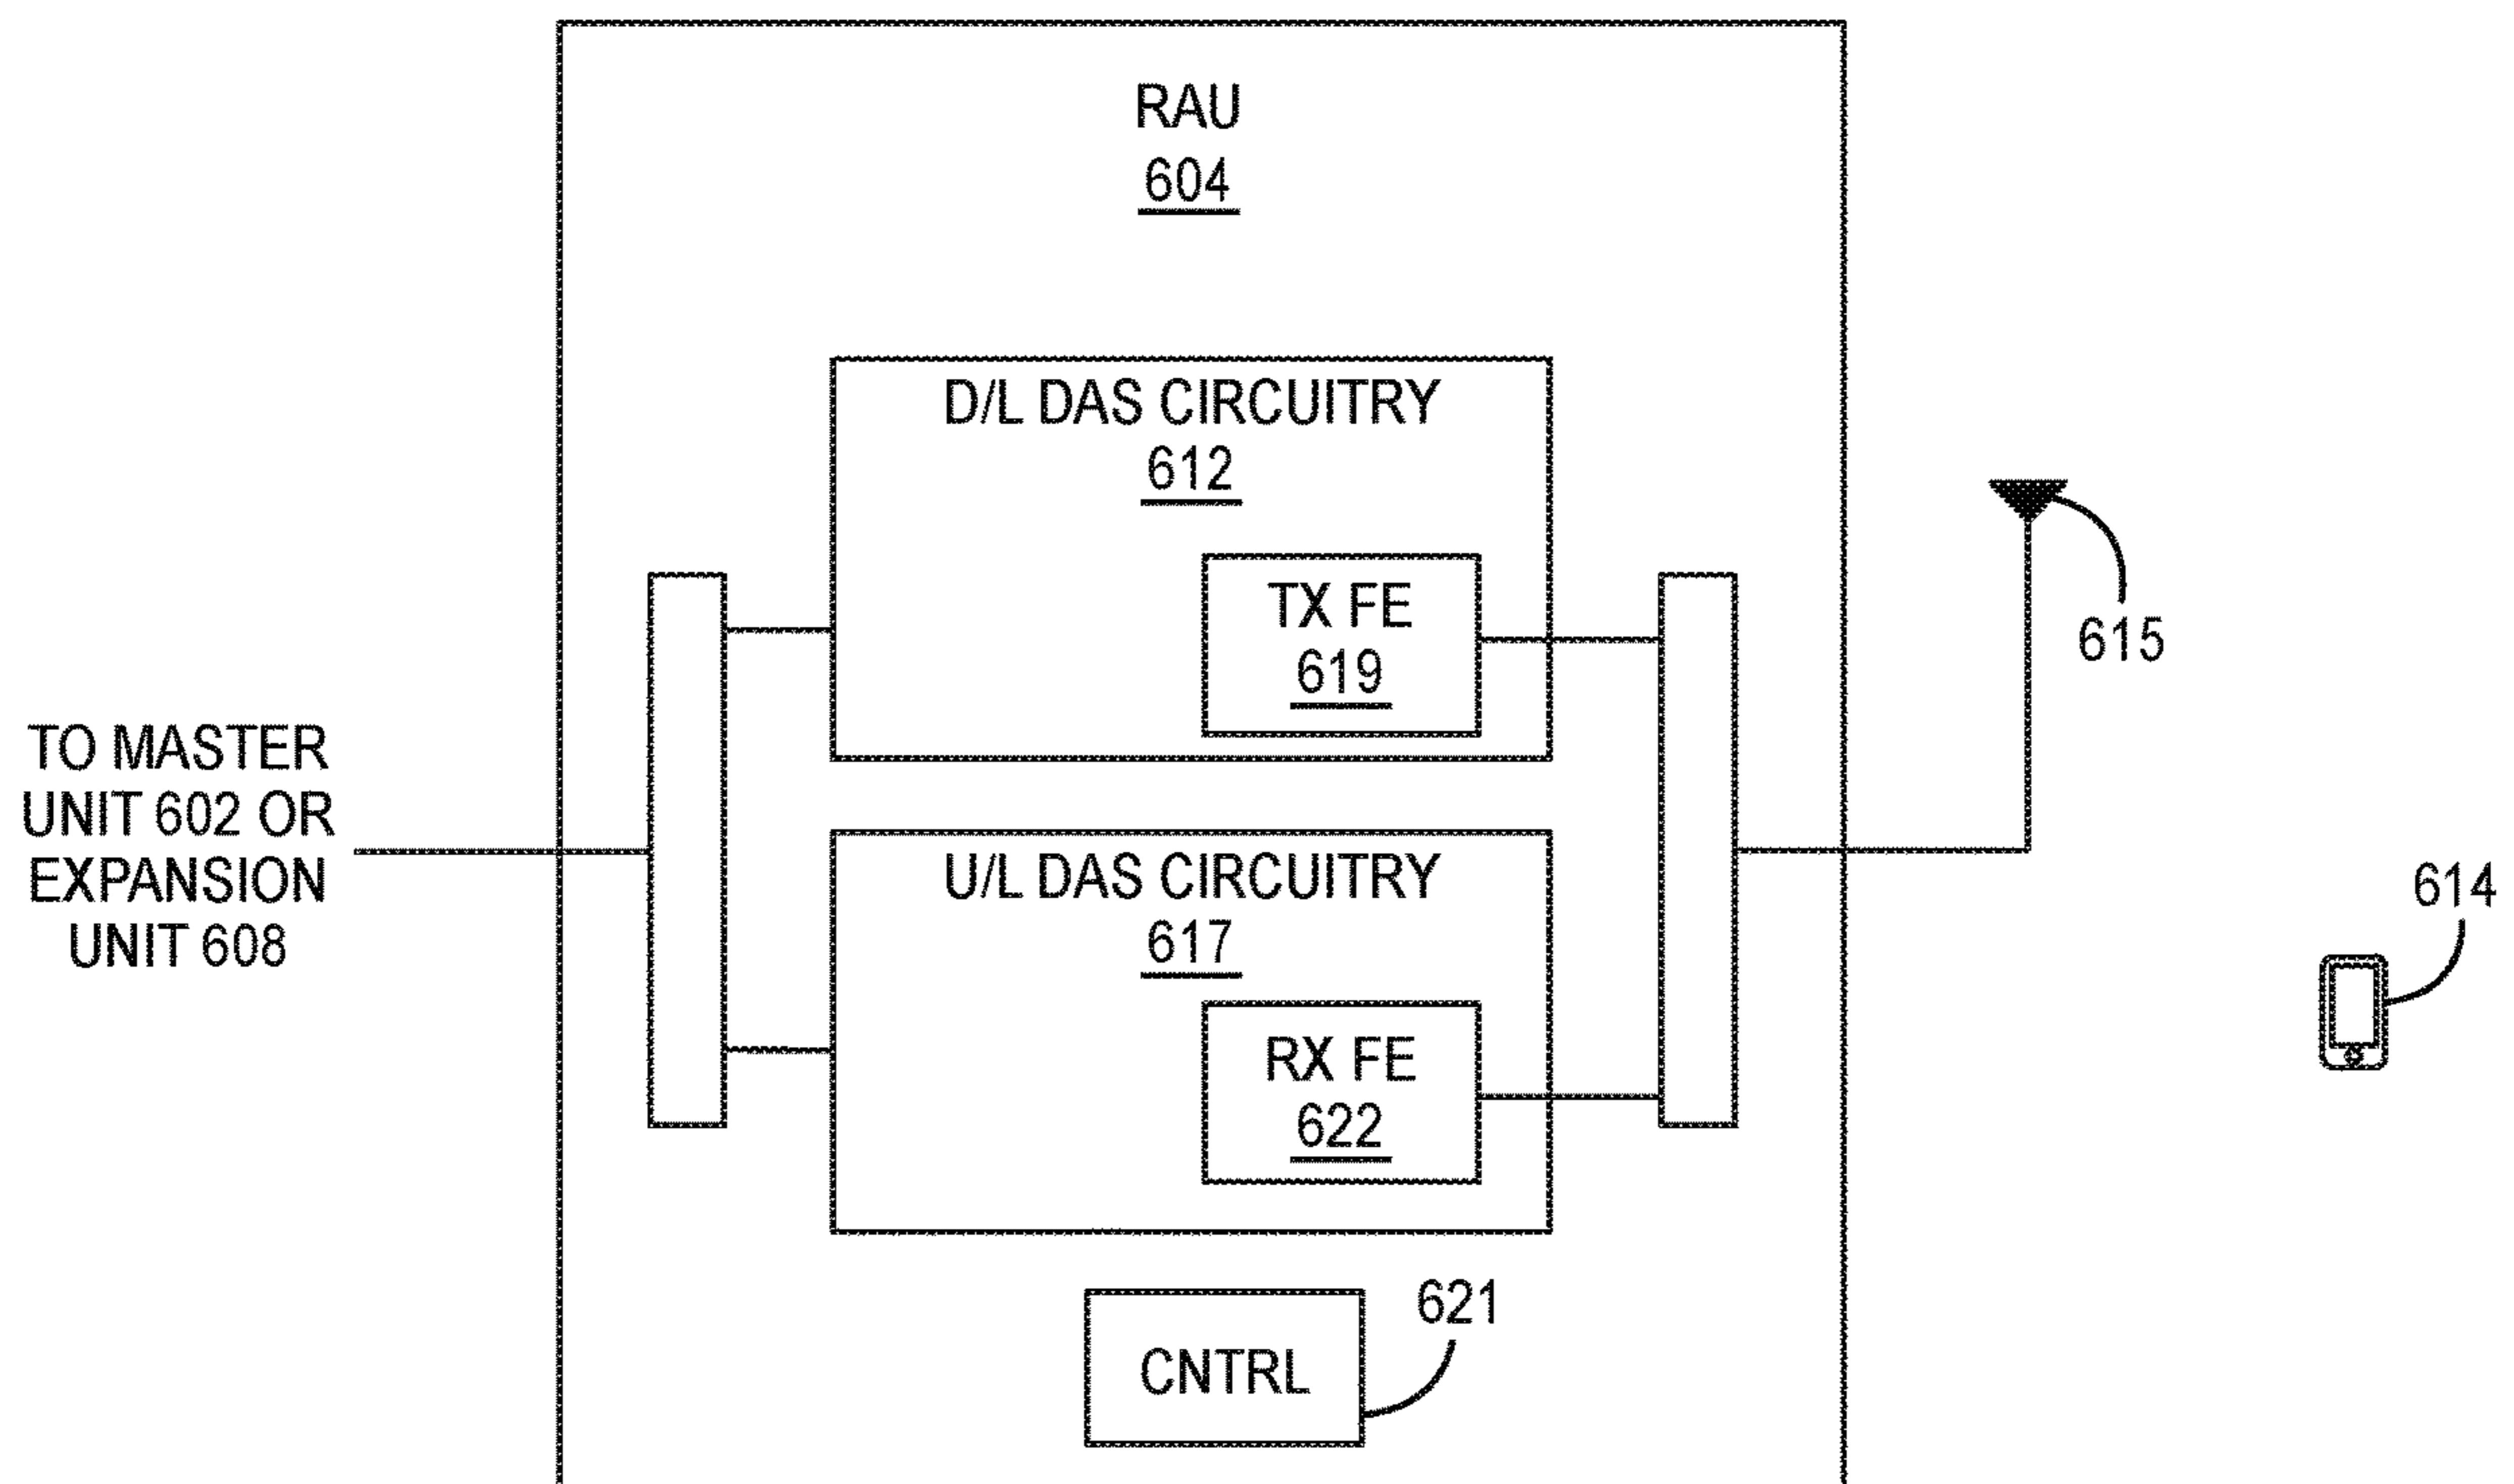 RAU
604
D/L DAS CIRCUITRY
612
TX FE
619
615
TO MASTER
UNIT 602 OR
EXPANSION
UNIT 608
U/L DAS CIRCUITRY
617
614
RX FE
622
621
CNTRL